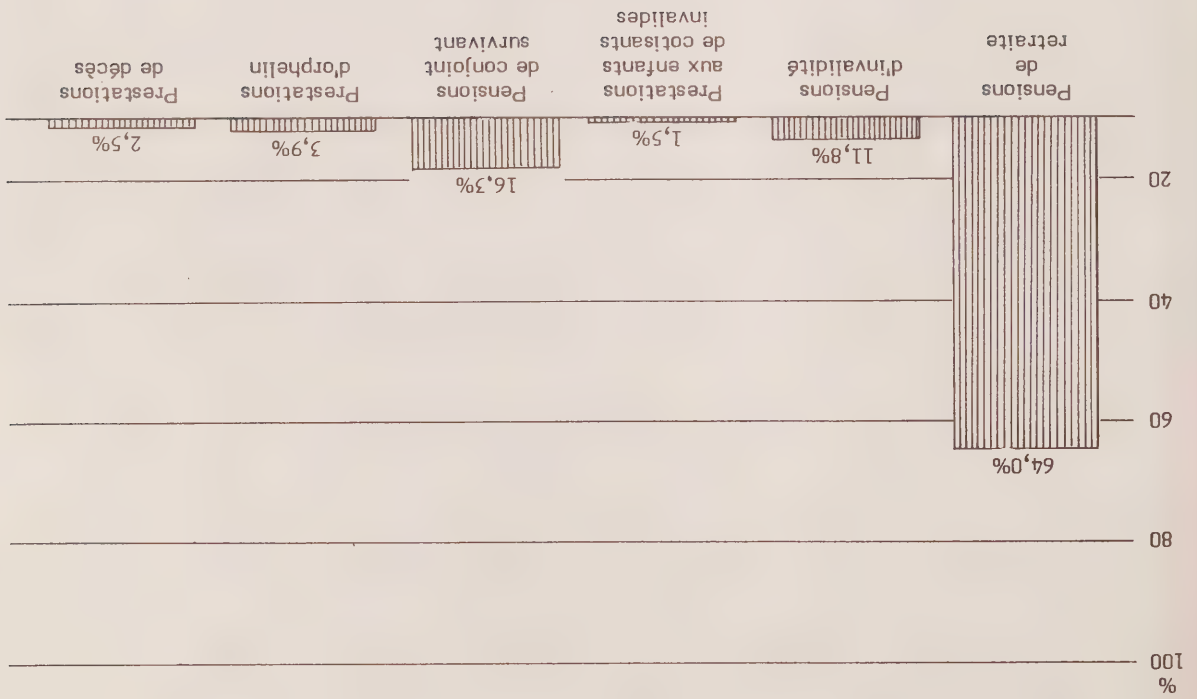 %
100
80
60
40
20
64,0%
11,8%
1,5%
16,3%
3,9%
2,5%
Pensions
de
retraite
Pensions
d'invalidité
Prestations
aux enfants
de cotisants
invalides
Pensions
de conjoint
survivant
Prestations
d'orphelin
Prestations
de décès